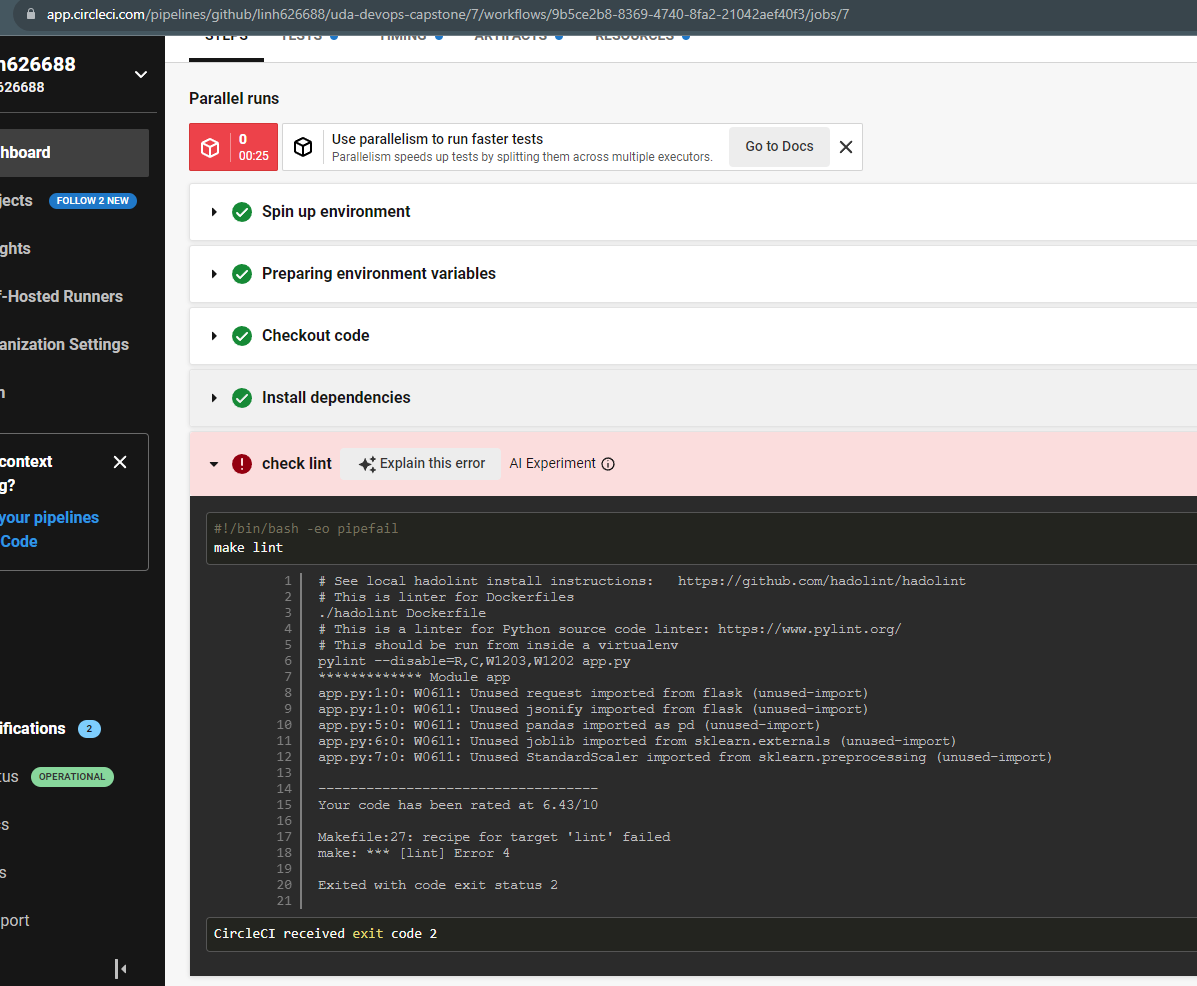 app.circleci.com/pipelines/github/linh626688/uda-devops-capstone/7/workflows/9b5ce2b8-8369-4740-8fa2-21042aef40f3/jobs/7
STEPS TESTS TIMING ARTIFACTS RESOURCES
h626688
626688
hboard
jects FOLLOW 2 NEW
ghts
f-Hosted Runners
anization Settings
n
context
g?
your pipelines
Code
ifications 2
tus OPERATIONAL
cs
s
port
Parallel runs
0
00:25
Use parallelism to run faster tests
Parallelism speeds up tests by splitting them across multiple executors.
Go to Docs
Spin up environment
Preparing environment variables
Checkout code
Install dependencies
check lint Explain this error AI Experiment
#!/bin/bash -eo pipefail
make lint
1 # See local hadolint install instructions:   https://github.com/hadolint/hadolint
2 # This is linter for Dockerfiles
3 ./hadolint Dockerfile
4 # This is a linter for Python source code linter: https://www.pylint.org/
5 # This should be run from inside a virtualenv
6 pylint --disable=R,C,W1203,W1202 app.py
7 ************* Module app
8 app.py:1:0: W0611: Unused request imported from flask (unused-import)
9 app.py:1:0: W0611: Unused jsonify imported from flask (unused-import)
10 app.py:5:0: W0611: Unused pandas imported as pd (unused-import)
11 app.py:6:0: W0611: Unused joblib imported from sklearn.externals (unused-import)
12 app.py:7:0: W0611: Unused StandardScaler imported from sklearn.preprocessing (unused-import)
13
14 -----------------------------------
15 Your code has been rated at 6.43/10
16
17 Makefile:27: recipe for target 'lint' failed
18 make: *** [lint] Error 4
19
20 Exited with code exit status 2
21
CircleCI received exit code 2